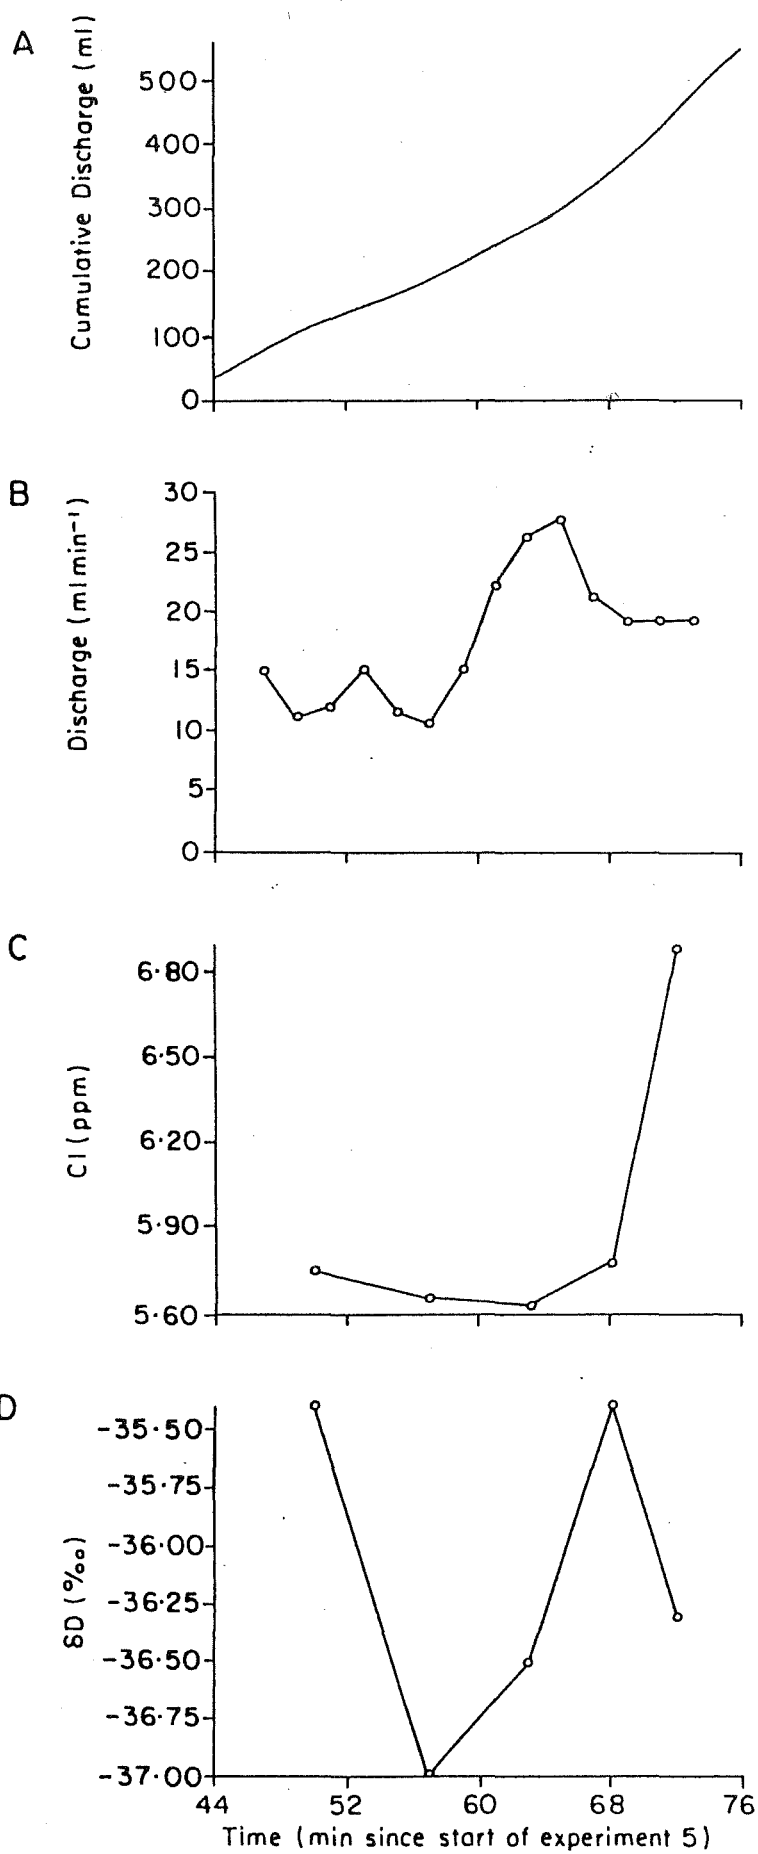 A
Cumulative Discharge (ml)
500
400
300
200
100
0
B
Discharge (ml min⁻¹)
30
25
20
15
10
5
0
C
Cl (ppm)
6·80
6·50
6·20
5·90
5·60
D
δD (‰)
-35·50
-35·75
-36·00
-36·25
-36·50
-36·75
-37·00
44 52 60 68 76
Time (min since start of experiment 5)